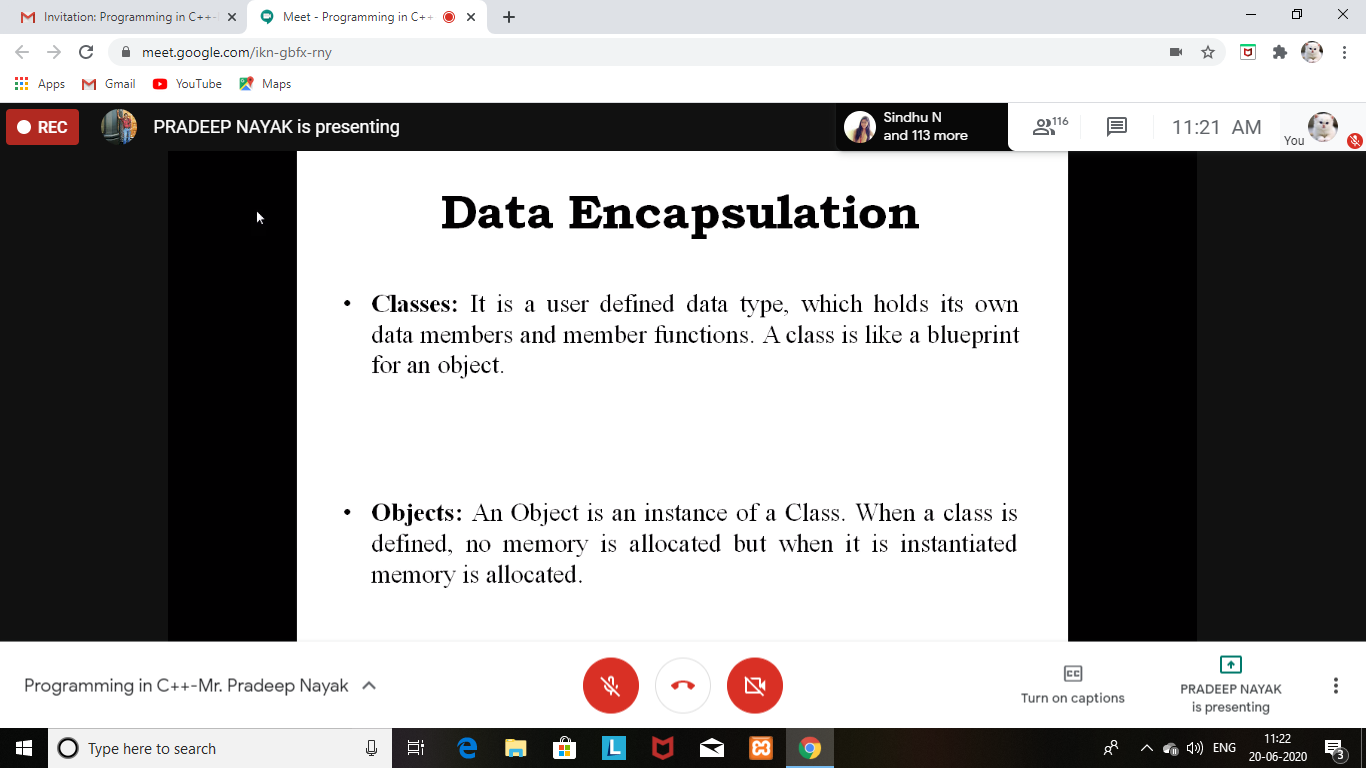 Invitation: Programming in C++-
Meet - Programming in C++
meet.google.com/ikn-gbfx-rny
Apps
Gmail
YouTube
Maps
REC
PRADEEP NAYAK is presenting
Sindhu N
and 113 more
116
11:21 AM
You
Data Encapsulation
• Classes: It is a user defined data type, which holds its own
data members and member functions. A class is like a blueprint
for an object.
• Objects: An Object is an instance of a Class. When a class is
defined, no memory is allocated but when it is instantiated
memory is allocated.
Programming in C++-Mr. Pradeep Nayak
CC
Turn on captions
PRADEEP NAYAK
is presenting
Type here to search
L
ENG
11:22
20-06-2020
3